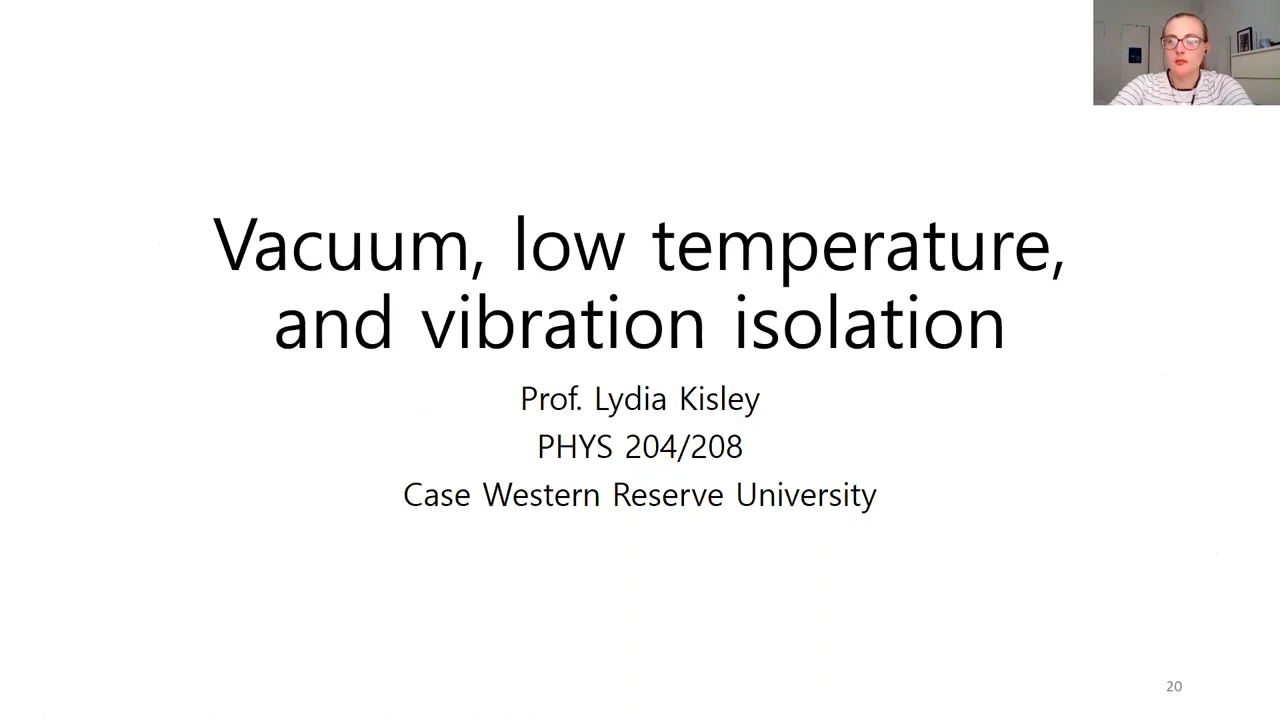 Vacuum, low temperature,
and vibration isolation
Prof. Lydia Kisley
PHYS 204/208
Case Western Reserve University
20